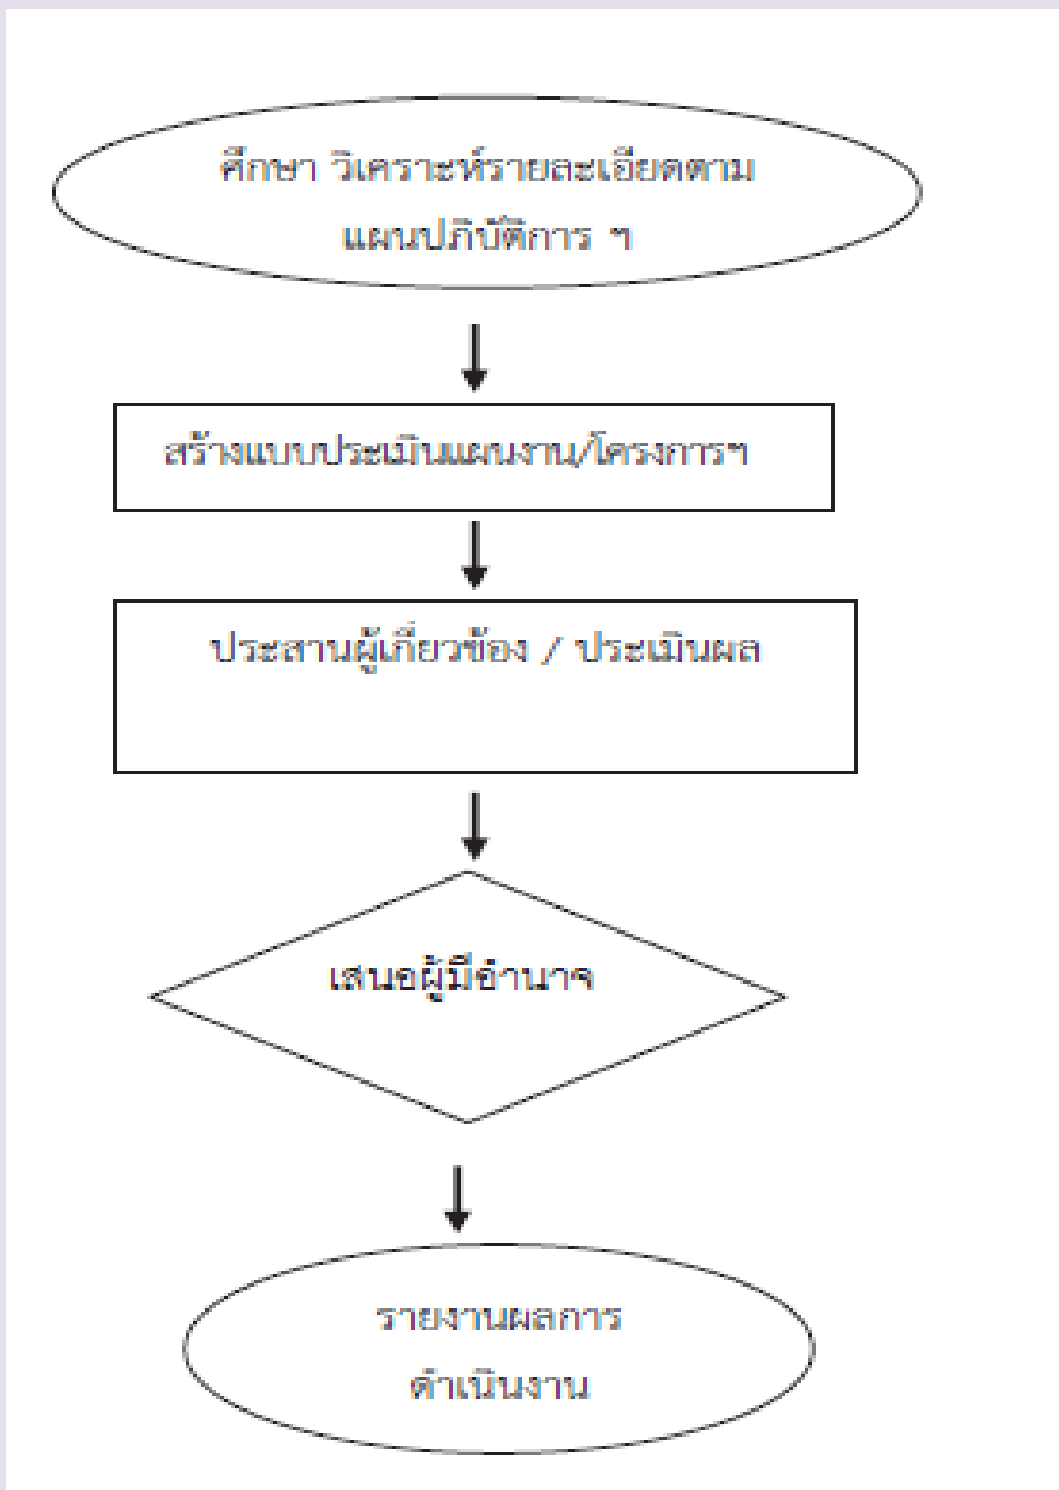 ศึกษา วิเคราะห์รายละเอียดตาม
แผนปฏิบัติการ ฯ
สร้างแบบประเมินแผนงาน/โครงการฯ
ประสานผู้เกี่ยวข้อง / ประเมินผล
เสนอผู้มีอำนาจ
รายงานผลการ
ดำเนินงาน